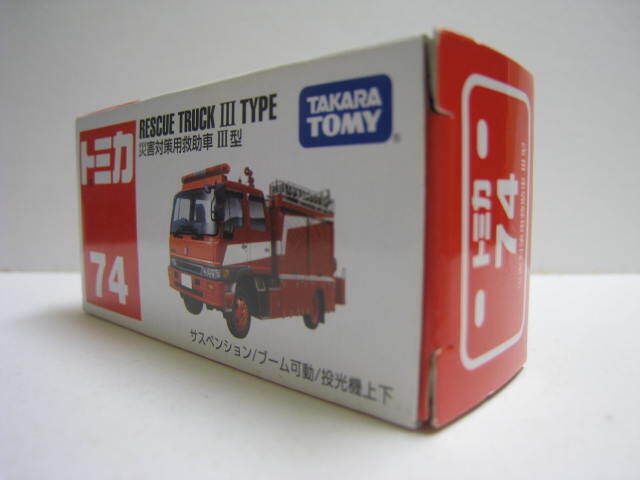 トミカ
74
RESCUE TRUCK III TYPE
災害対策用救助車 III型
TAKARA
TOMY
サスペンション/ブーム可動/投光機上下
トミカ
74